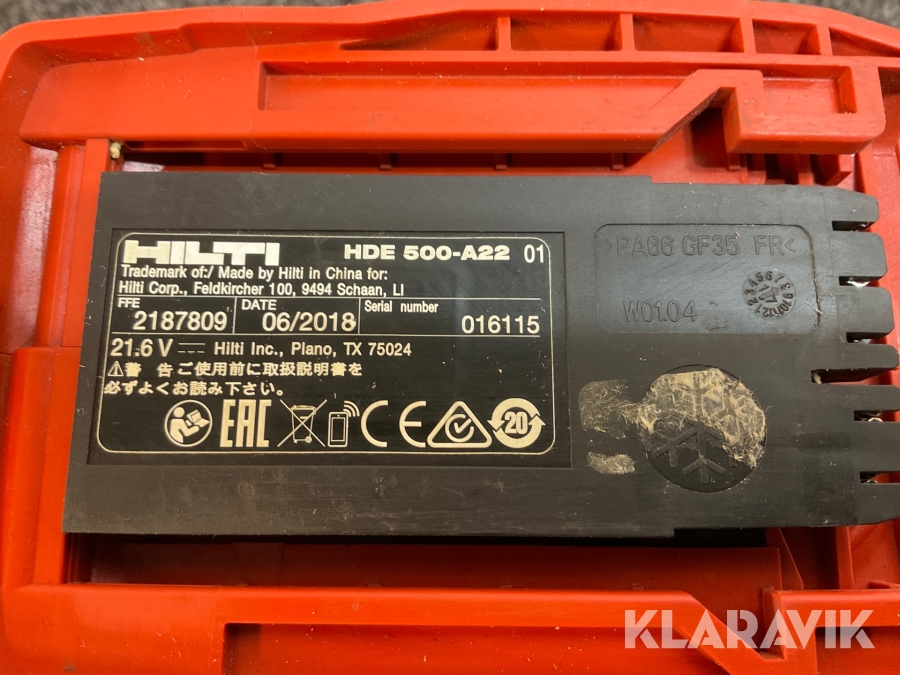 HILTI HDE 500-A22 01
Trademark of:/ Made by Hilti in China for:
Hilti Corp., Feldkircher 100, 9494 Schaan, LI
FFE DATE Serial number
2187809 06/2018 016115
21.6 V Hilti Inc., Plano, TX 75024
警告 ご使用前に取扱説明書を
必ずよくお読み下さい。
EAC CE 20
>PA66 GF35 FR<
W01.04
KLARAVIK